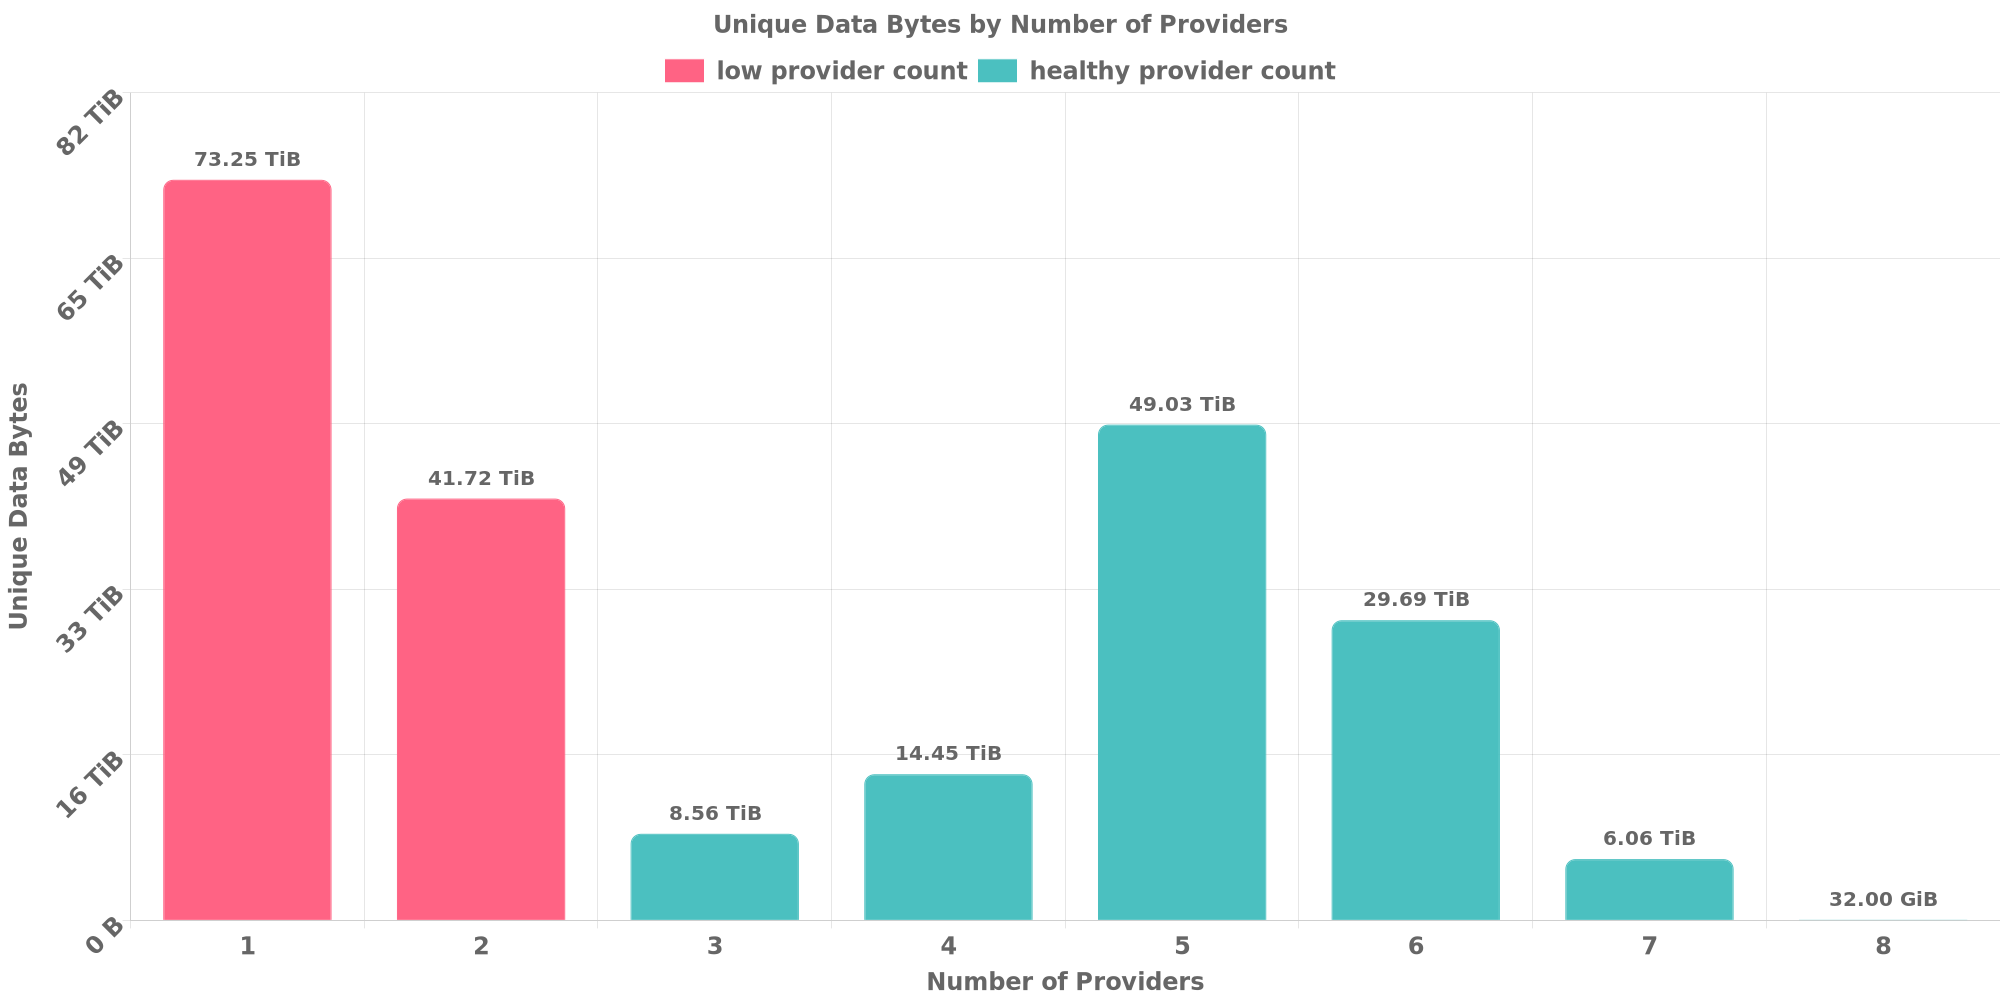 Unique Data Bytes by Number of Providers
low provider count healthy provider count
82 TiB
65 TiB
49 TiB
33 TiB
16 TiB
0 B
Unique Data Bytes
73.25 TiB
41.72 TiB
8.56 TiB
14.45 TiB
49.03 TiB
29.69 TiB
6.06 TiB
32.00 GiB
1 2 3 4 5 6 7 8
Number of Providers